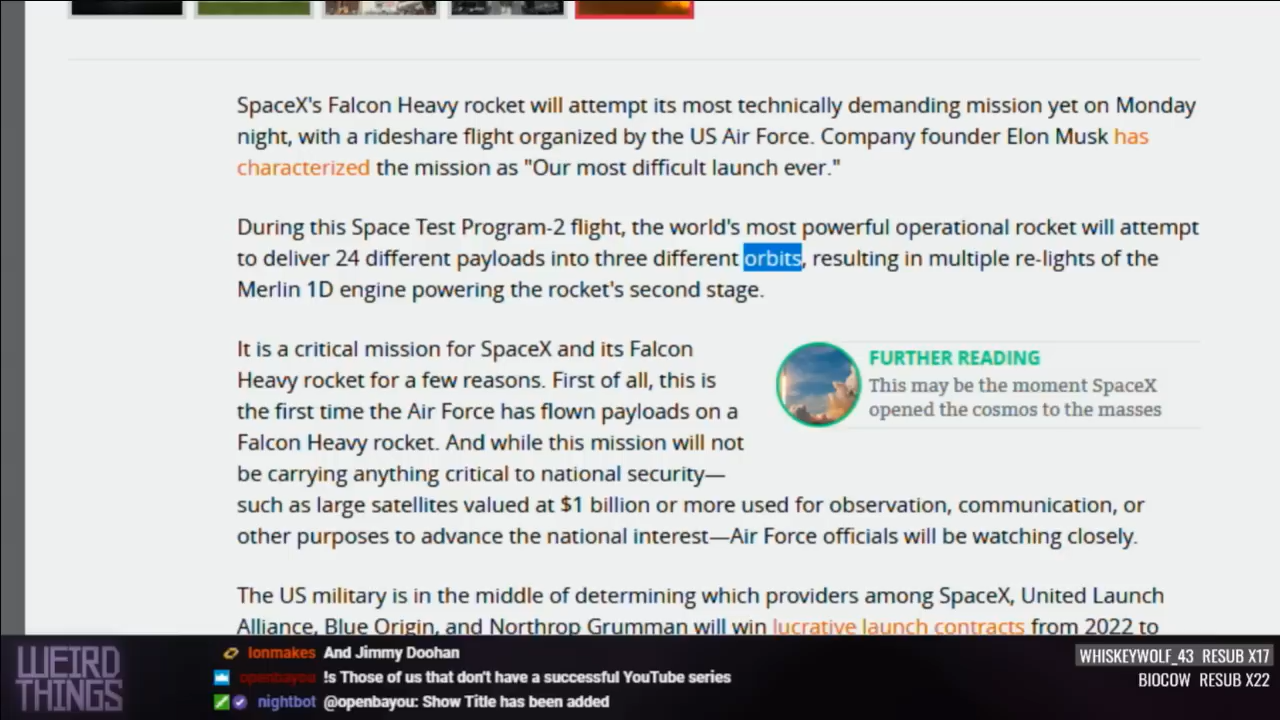 SpaceX's Falcon Heavy rocket will attempt its most technically demanding mission yet on Monday
night, with a rideshare flight organized by the US Air Force. Company founder Elon Musk has
characterized the mission as "Our most difficult launch ever."
During this Space Test Program-2 flight, the world's most powerful operational rocket will attempt
to deliver 24 different payloads into three different orbits, resulting in multiple re-lights of the
Merlin 1D engine powering the rocket's second stage.
It is a critical mission for SpaceX and its Falcon
Heavy rocket for a few reasons. First of all, this is
the first time the Air Force has flown payloads on a
Falcon Heavy rocket. And while this mission will not
be carrying anything critical to national security—
such as large satellites valued at $1 billion or more used for observation, communication, or
other purposes to advance the national interest—Air Force officials will be watching closely.
FURTHER READING
This may be the moment SpaceX
opened the cosmos to the masses
The US military is in the middle of determining which providers among SpaceX, United Launch
Alliance, Blue Origin, and Northrop Grumman will win lucrative launch contracts from 2022 to
WEIRD
THINGS
lonmakes And Jimmy Doohan
openbayou !s Those of us that don't have a successful YouTube series
nightbot @openbayou: Show Title has been added
WHISKEYWOLF_43 RESUB X17
BIOCOW RESUB X22